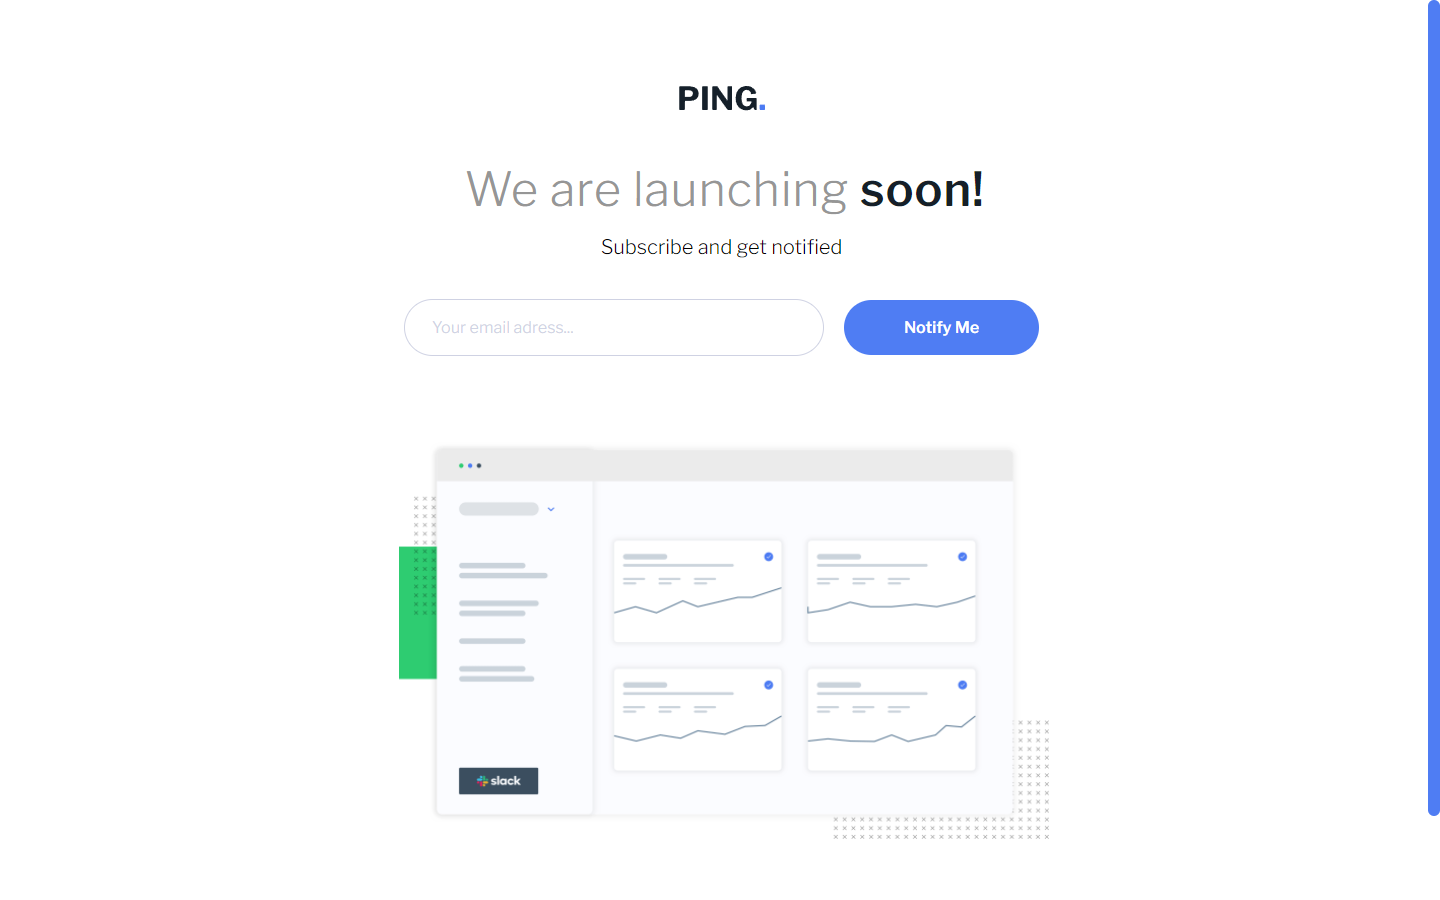 PING.
We are launching soon!
Subscribe and get notified
Your email adress...
Notify Me
slack